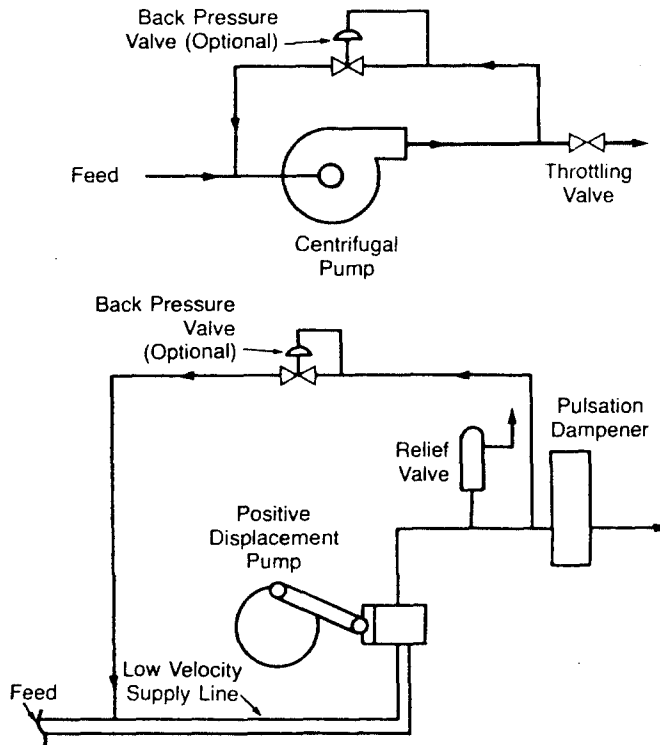 Back Pressure
Valve (Optional)
Feed
Throttling
Valve
Centrifugal
Pump
Back Pressure
Valve
(Optional)
Pulsation
Dampener
Relief
Valve
Positive
Displacement
Pump
Low Velocity
Supply Line
Feed